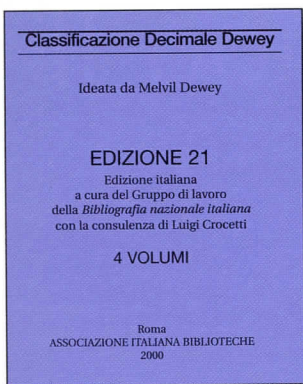 Classificazione Decimale Dewey
Ideata da Melvil Dewey
EDIZIONE 21
Edizione italiana
a cura del Gruppo di lavoro
della Bibliografia nazionale italiana
con la consulenza di Luigi Crocetti
4 VOLUMI
Roma
ASSOCIAZIONE ITALIANA BIBLIOTECHE
2000